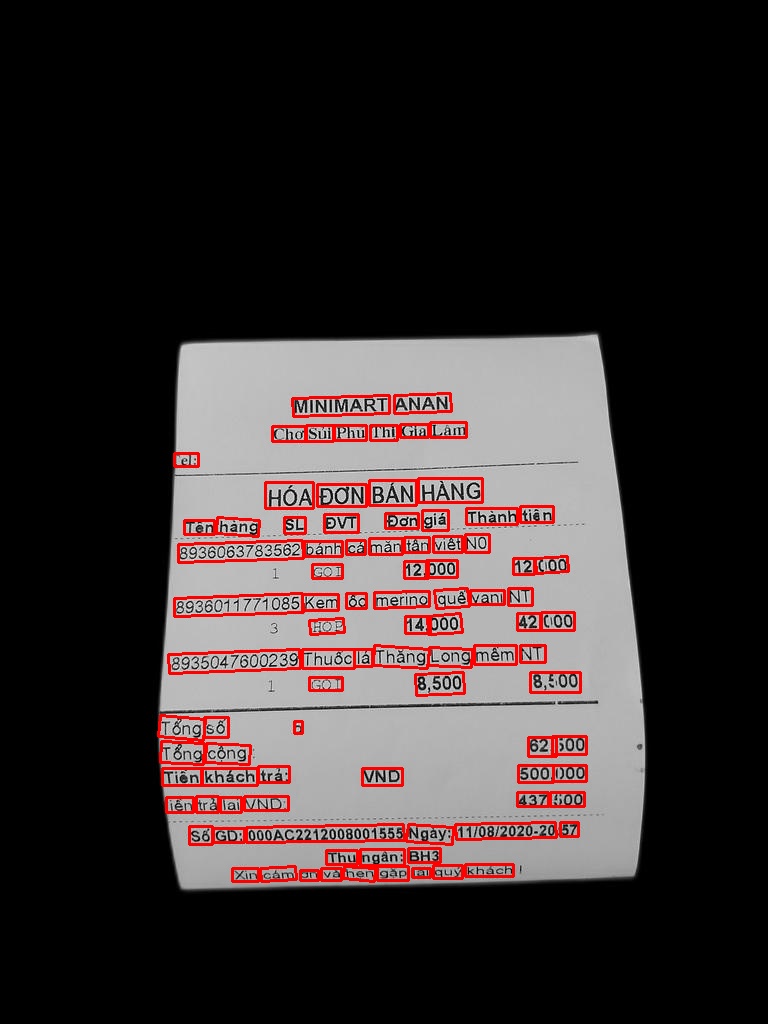 MINIMART ANAN
Chợ Sủi Phú Thị Gia Lâm
Tel:
HÓA ĐƠN BÁN HÀNG
Tên hàng SL ĐVT Đơn giá Thành tiền
8936063783562 bánh cá mặn tân việt N0
1 GOI 12,000 12,000
8936011771085 Kem ốc merino quế vani NT
3 HOP 14,000 42,000
8935047600239 Thuốc lá Thăng Long mềm NT
1 GOI 8,500 8,500
Tổng số 5
Tổng cộng: 62,500
Tiền khách trả: VND 500,000
Tiền trả lại VND: 437,500
Số GD: 000AC2212008001555 Ngày: 11/08/2020-20:57
Thu ngân: BH3
Xin cảm ơn và hẹn gặp lại quý khách !